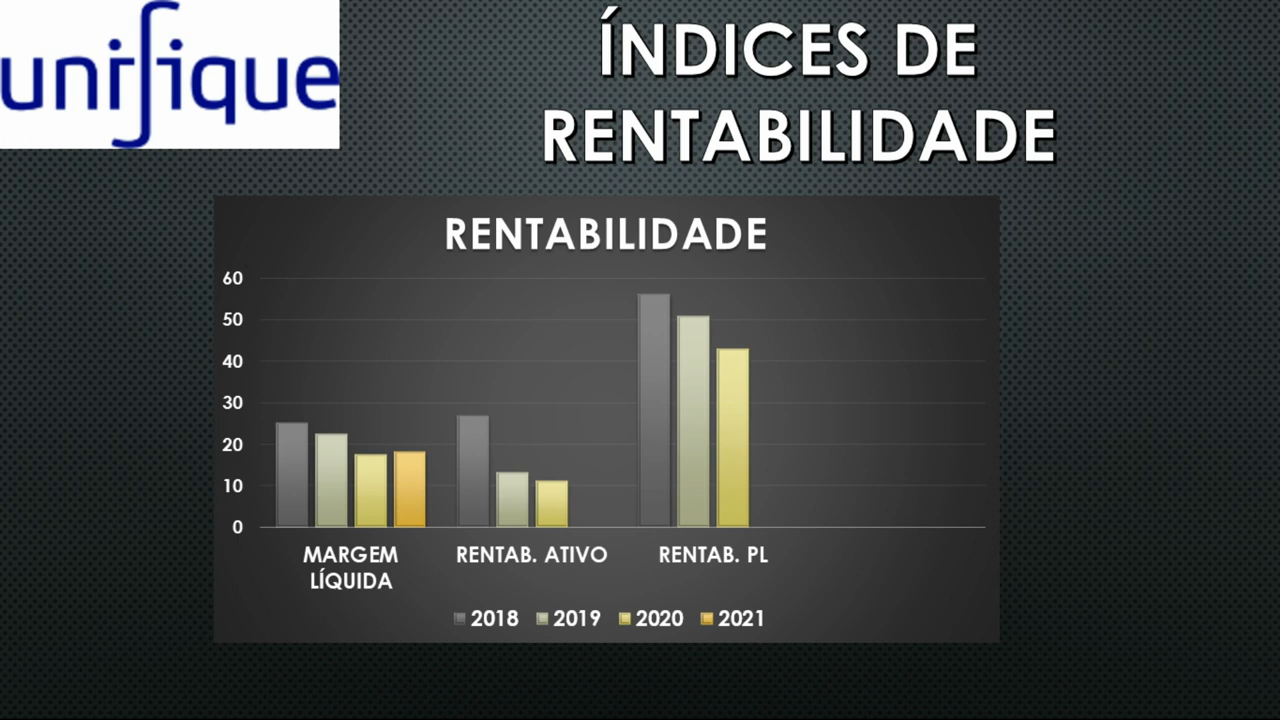 unifique
ÍNDICES DE
RENTABILIDADE
RENTABILIDADE
60
50
40
30
20
10
0
MARGEM
LÍQUIDA
RENTAB. ATIVO
RENTAB. PL
2018 2019 2020 2021